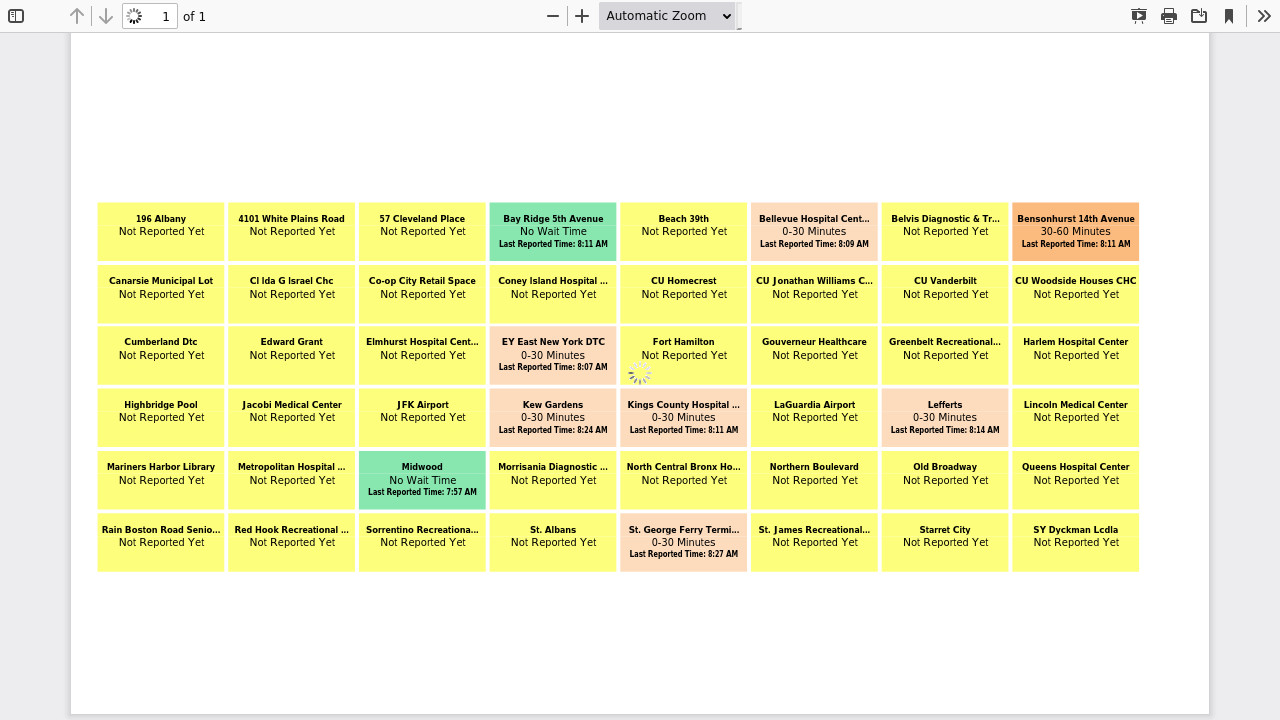 1 of 1 Automatic Zoom
196 Albany
Not Reported Yet
4101 White Plains Road
Not Reported Yet
57 Cleveland Place
Not Reported Yet
Bay Ridge 5th Avenue
No Wait Time
Last Reported Time: 8:11 AM
Beach 39th
Not Reported Yet
Bellevue Hospital Cent...
0-30 Minutes
Last Reported Time: 8:09 AM
Belvis Diagnostic & Tr...
Not Reported Yet
Bensonhurst 14th Avenue
30-60 Minutes
Last Reported Time: 8:11 AM
Canarsie Municipal Lot
Not Reported Yet
CI Ida G Israel Chc
Not Reported Yet
Co-op City Retail Space
Not Reported Yet
Coney Island Hospital ...
Not Reported Yet
CU Homecrest
Not Reported Yet
CU Jonathan Williams C...
Not Reported Yet
CU Vanderbilt
Not Reported Yet
CU Woodside Houses CHC
Not Reported Yet
Cumberland Dtc
Not Reported Yet
Edward Grant
Not Reported Yet
Elmhurst Hospital Cent...
Not Reported Yet
EY East New York DTC
0-30 Minutes
Last Reported Time: 8:07 AM
Fort Hamilton
Not Reported Yet
Gouverneur Healthcare
Not Reported Yet
Greenbelt Recreational...
Not Reported Yet
Harlem Hospital Center
Not Reported Yet
Highbridge Pool
Not Reported Yet
Jacobi Medical Center
Not Reported Yet
JFK Airport
Not Reported Yet
Kew Gardens
0-30 Minutes
Last Reported Time: 8:24 AM
Kings County Hospital ...
0-30 Minutes
Last Reported Time: 8:11 AM
LaGuardia Airport
Not Reported Yet
Lefferts
0-30 Minutes
Last Reported Time: 8:14 AM
Lincoln Medical Center
Not Reported Yet
Mariners Harbor Library
Not Reported Yet
Metropolitan Hospital ...
Not Reported Yet
Midwood
No Wait Time
Last Reported Time: 7:57 AM
Morrisania Diagnostic ...
Not Reported Yet
North Central Bronx Ho...
Not Reported Yet
Northern Boulevard
Not Reported Yet
Old Broadway
Not Reported Yet
Queens Hospital Center
Not Reported Yet
Rain Boston Road Senio...
Not Reported Yet
Red Hook Recreational ...
Not Reported Yet
Sorrentino Recreationa...
Not Reported Yet
St. Albans
Not Reported Yet
St. George Ferry Termi...
0-30 Minutes
Last Reported Time: 8:27 AM
St. James Recreational...
Not Reported Yet
Starret City
Not Reported Yet
SY Dyckman Lcdla
Not Reported Yet